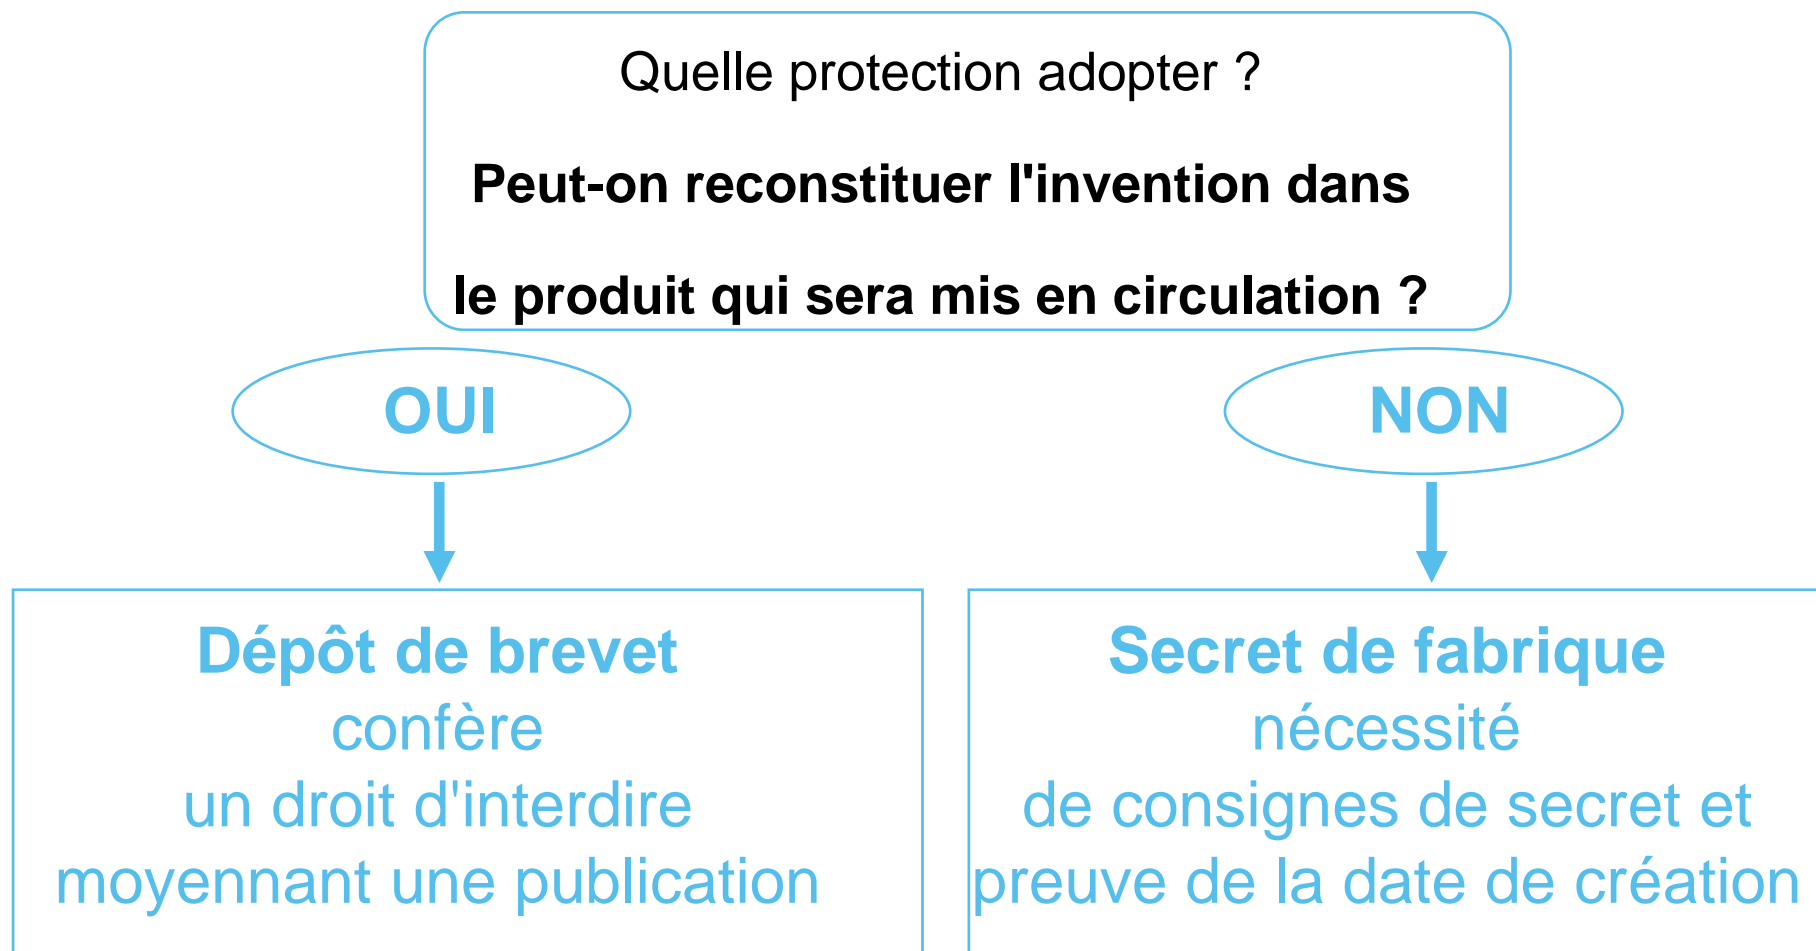 Quelle protection adopter ?
Peut-on reconstituer l'invention dans
le produit qui sera mis en circulation ?
OUI
NON
Dépôt de brevet
confère
un droit d'interdire
moyennant une publication
Secret de fabrique
nécessité
de consignes de secret et
preuve de la date de création